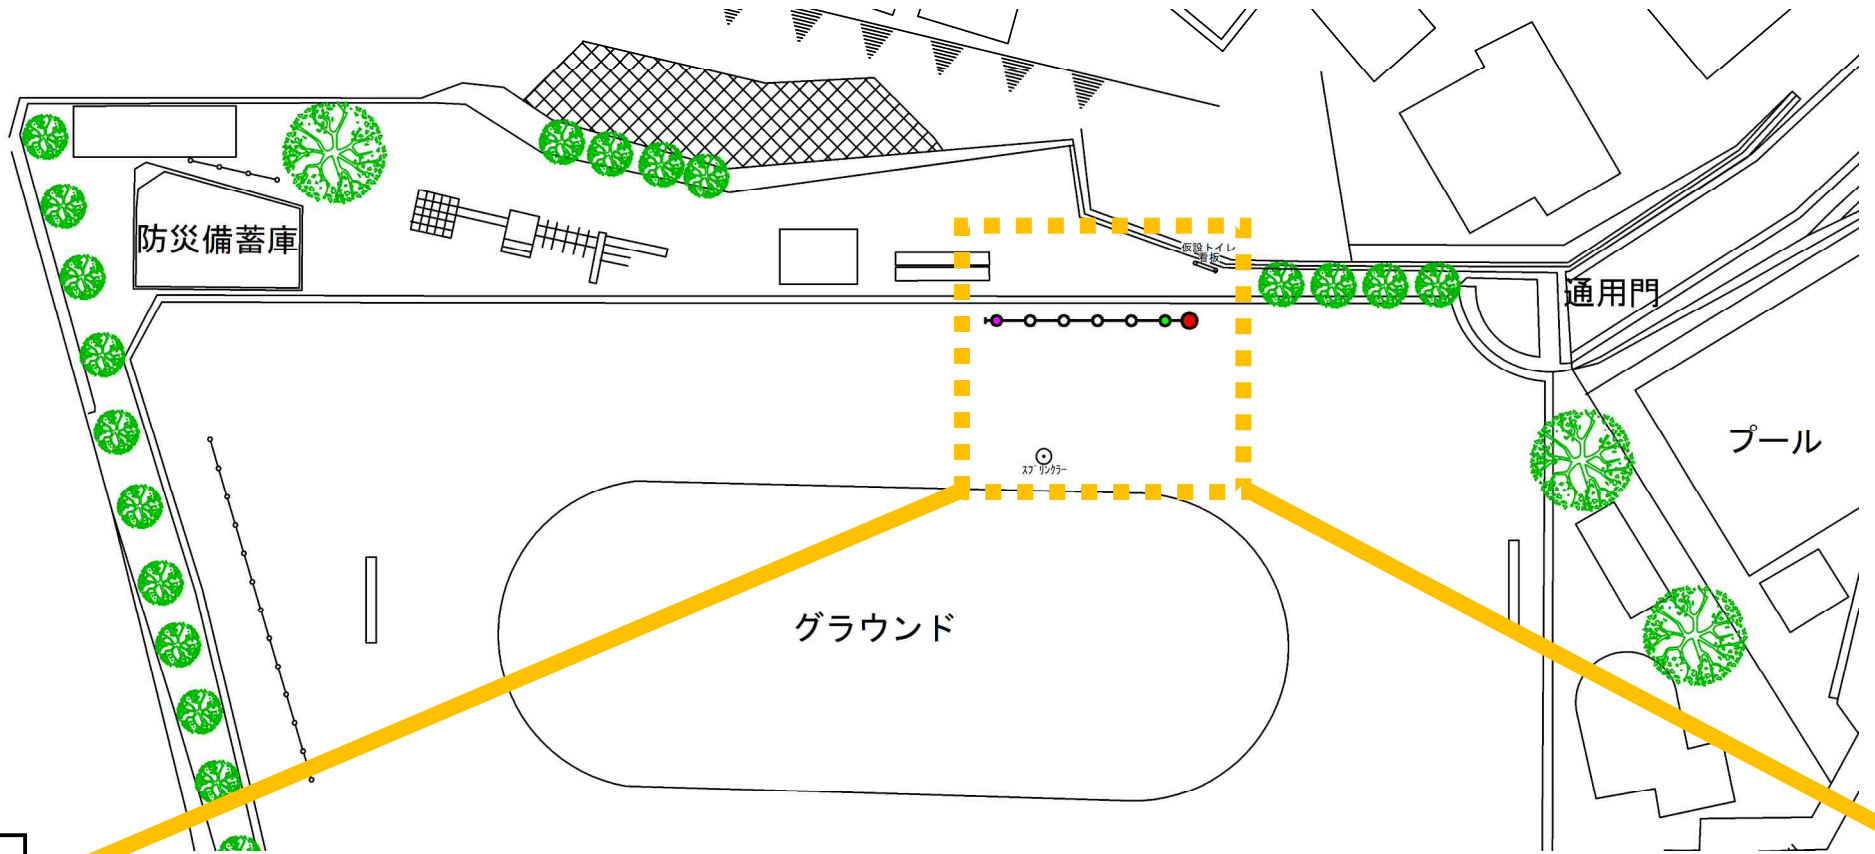 防災備蓄庫
仮設トイレ
看板
通用門
プール
スプリンクラー
グラウンド